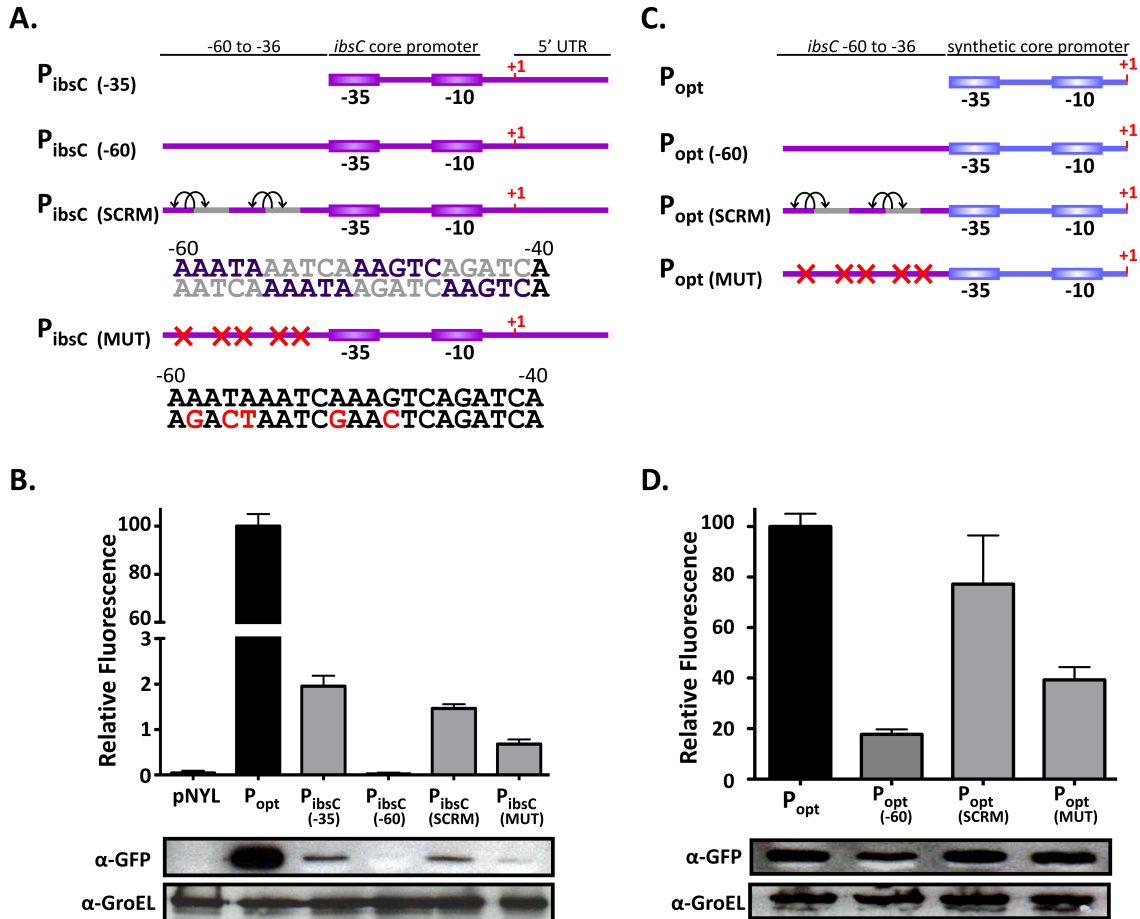 A.
-60 to -36 ibsC core promoter 5' UTR
PibsC (-35) +1
-35 -10
PibsC (-60) +1
-35 -10
PibsC (SCRM) +1
-35 -10
-60 -40
AAATAAATCAAAGTCAGATCA
AATCAAAATAAGATCAAGTCA
PibsC (MUT) +1
-35 -10
-60 -40
AAATAAATCAAAGTCAGATCA
AGACTAATCGAACTCAGATCA
C.
ibsC -60 to -36 synthetic core promoter
Popt +1
-35 -10
Popt (-60) +1
-35 -10
Popt (SCRM) +1
-35 -10
Popt (MUT) +1
-35 -10
B.
Relative Fluorescence
100
80
60
3
2
1
0
pNYL Popt PibsC (-35) PibsC (-60) PibsC (SCRM) PibsC (MUT)
α-GFP
α-GroEL
D.
Relative Fluorescence
100
80
60
40
20
0
Popt Popt (-60) Popt (SCRM) Popt (MUT)
α-GFP
α-GroEL